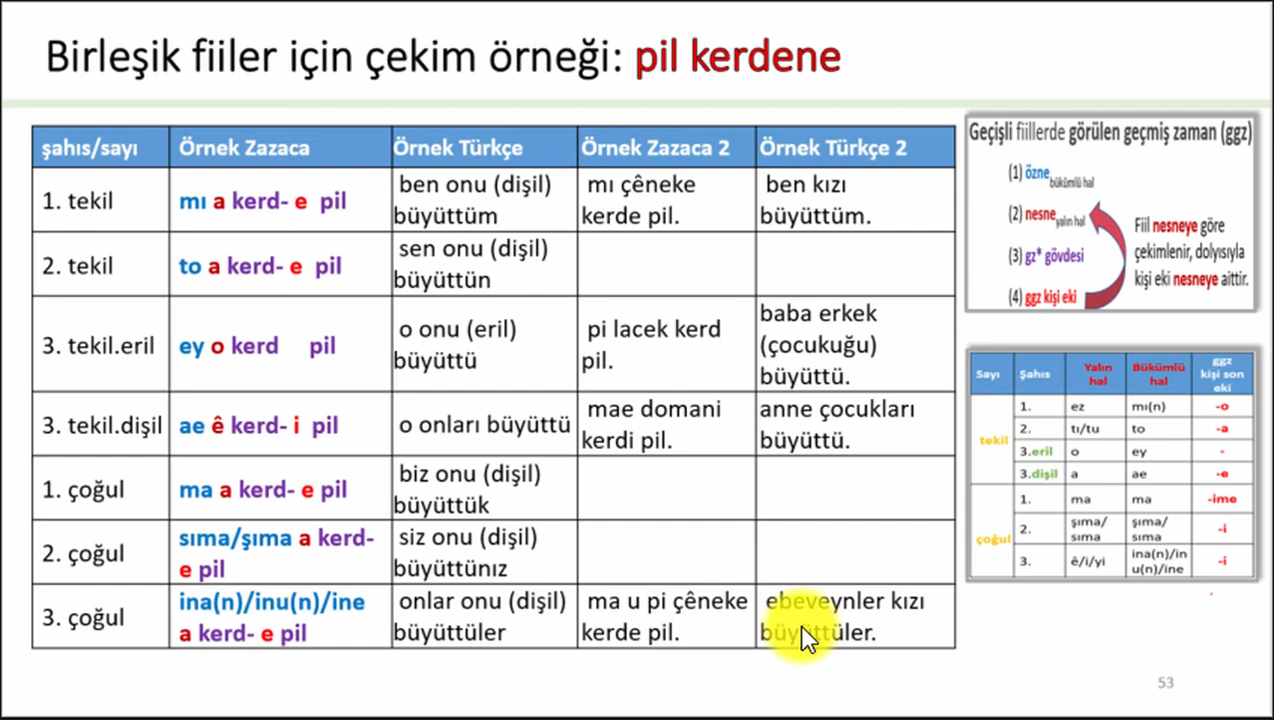 Birleşik fiiler için çekim örneği: pil kerdene
şahıs/sayı Örnek Zazaca Örnek Türkçe Örnek Zazaca 2 Örnek Türkçe 2
1. tekil mı a kerd- e pil ben onu (dişil) büyüttüm mı çêneke kerde pil. ben kızı büyüttüm.
2. tekil to a kerd- e pil sen onu (dişil) büyüttün
3. tekil.eril ey o kerd pil o onu (eril) büyüttü pi lacek kerd pil. baba erkek (çocukuğu) büyüttü.
3. tekil.dişil ae ê kerd- i pil o onları büyüttü mae domani kerdi pil. anne çocukları büyüttü.
1. çoğul ma a kerd- e pil biz onu (dişil) büyüttük
2. çoğul sıma/şıma a kerd- e pil siz onu (dişil) büyüttünız
3. çoğul ina(n)/inu(n)/ine a kerd- e pil onlar onu (dişil) büyüttüler ma u pi çêneke kerde pil. ebeveynler kızı büyüttüler.
Geçişli fiillerde görülen geçmiş zaman (ggz)
(1) özne bükümlü hal
(2) nesne yalın hal
(3) gz* gövdesi
(4) ggz kişi eki
Fiil nesneye göre
çekimlenir, dolyısıyla
kişi eki nesneye aittir.
Sayı Şahıs Yalın hal Bükümlü hal ggz kişi son eki
tekil 1. ez mı(n) -o
2. tı/tu to -a
3.eril o ey -
3.dişil a ae -e
çoğul 1. ma ma -ime
2. şıma/sıma şıma/sıma -i
3. ê/i/yi ina(n)/inu(n)/ine -i
53